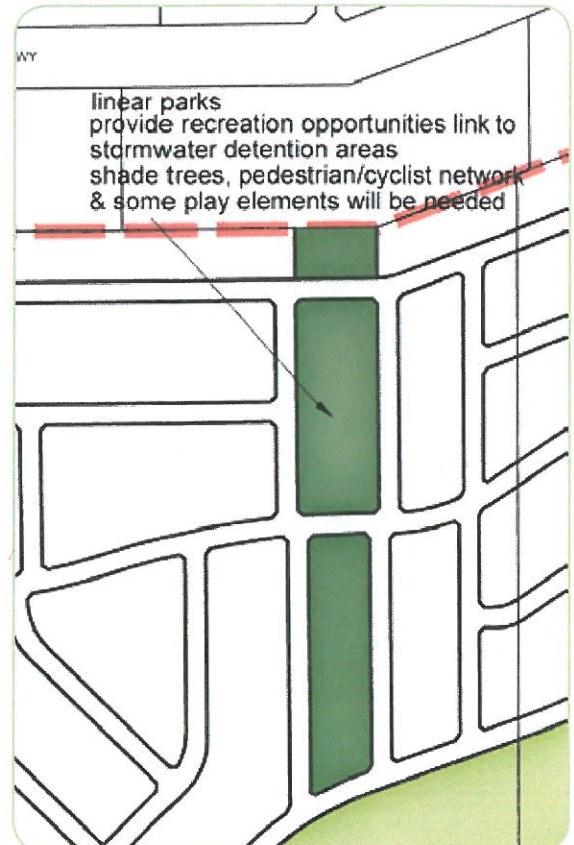 WY
linear parks
provide recreation opportunities link to
stormwater detention areas
shade trees, pedestrian/cyclist network
& some play elements will be needed